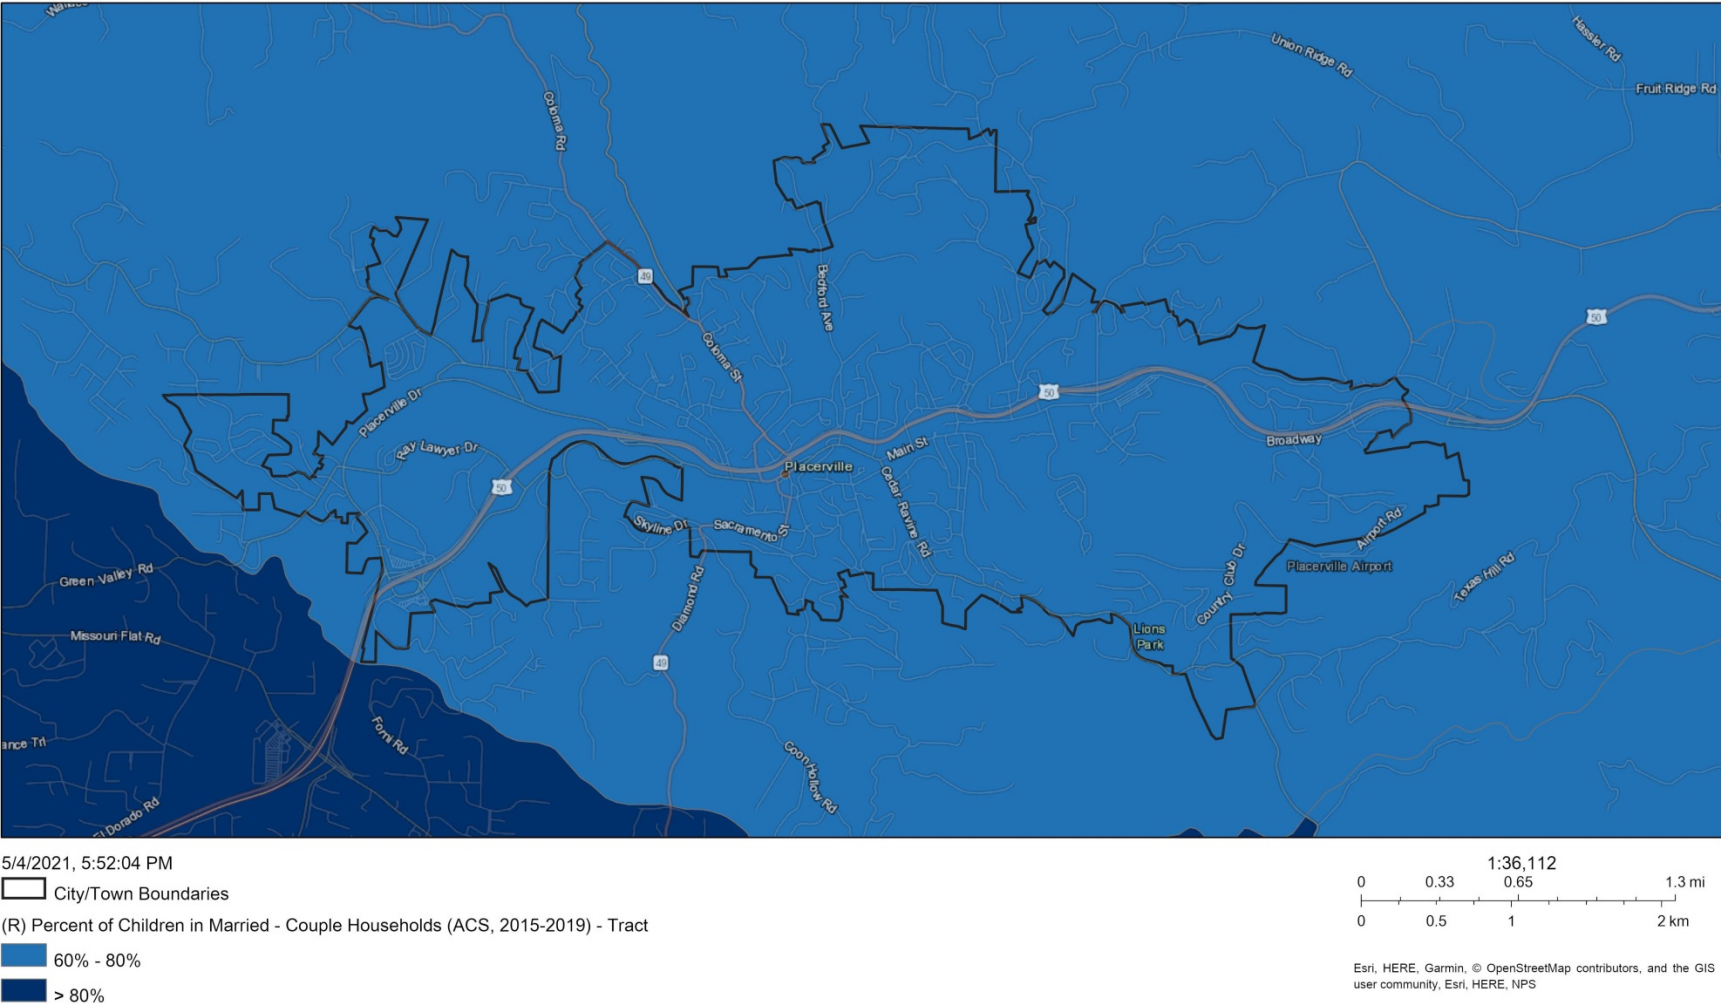 Wallace
Union Ridge Rd
Hassler Rd
Fruit Ridge Rd
Coloma Rd
49
Bedford Ave
50
Coloma St
50
Placerville Dr
Ray Lawyer Dr
Main St
Broadway
Placerville
50
Cedar Ravine Rd
Skyline Dr
Sacramento St
Airport Rd
Country Club Dr
Placerville Airport
Texas Hill Rd
Green Valley Rd
Diamond Rd
Missouri Flat Rd
Lions
Park
49
Forni Rd
ance Trl
Coon Hollow Rd
El Dorado Rd
5/4/2021, 5:52:04 PM
City/Town Boundaries
(R) Percent of Children in Married - Couple Households (ACS, 2015-2019) - Tract
60% - 80%
> 80%
1:36,112
0 0.33 0.65 1.3 mi
0 0.5 1 2 km
Esri, HERE, Garmin, © OpenStreetMap contributors, and the GIS
user community, Esri, HERE, NPS